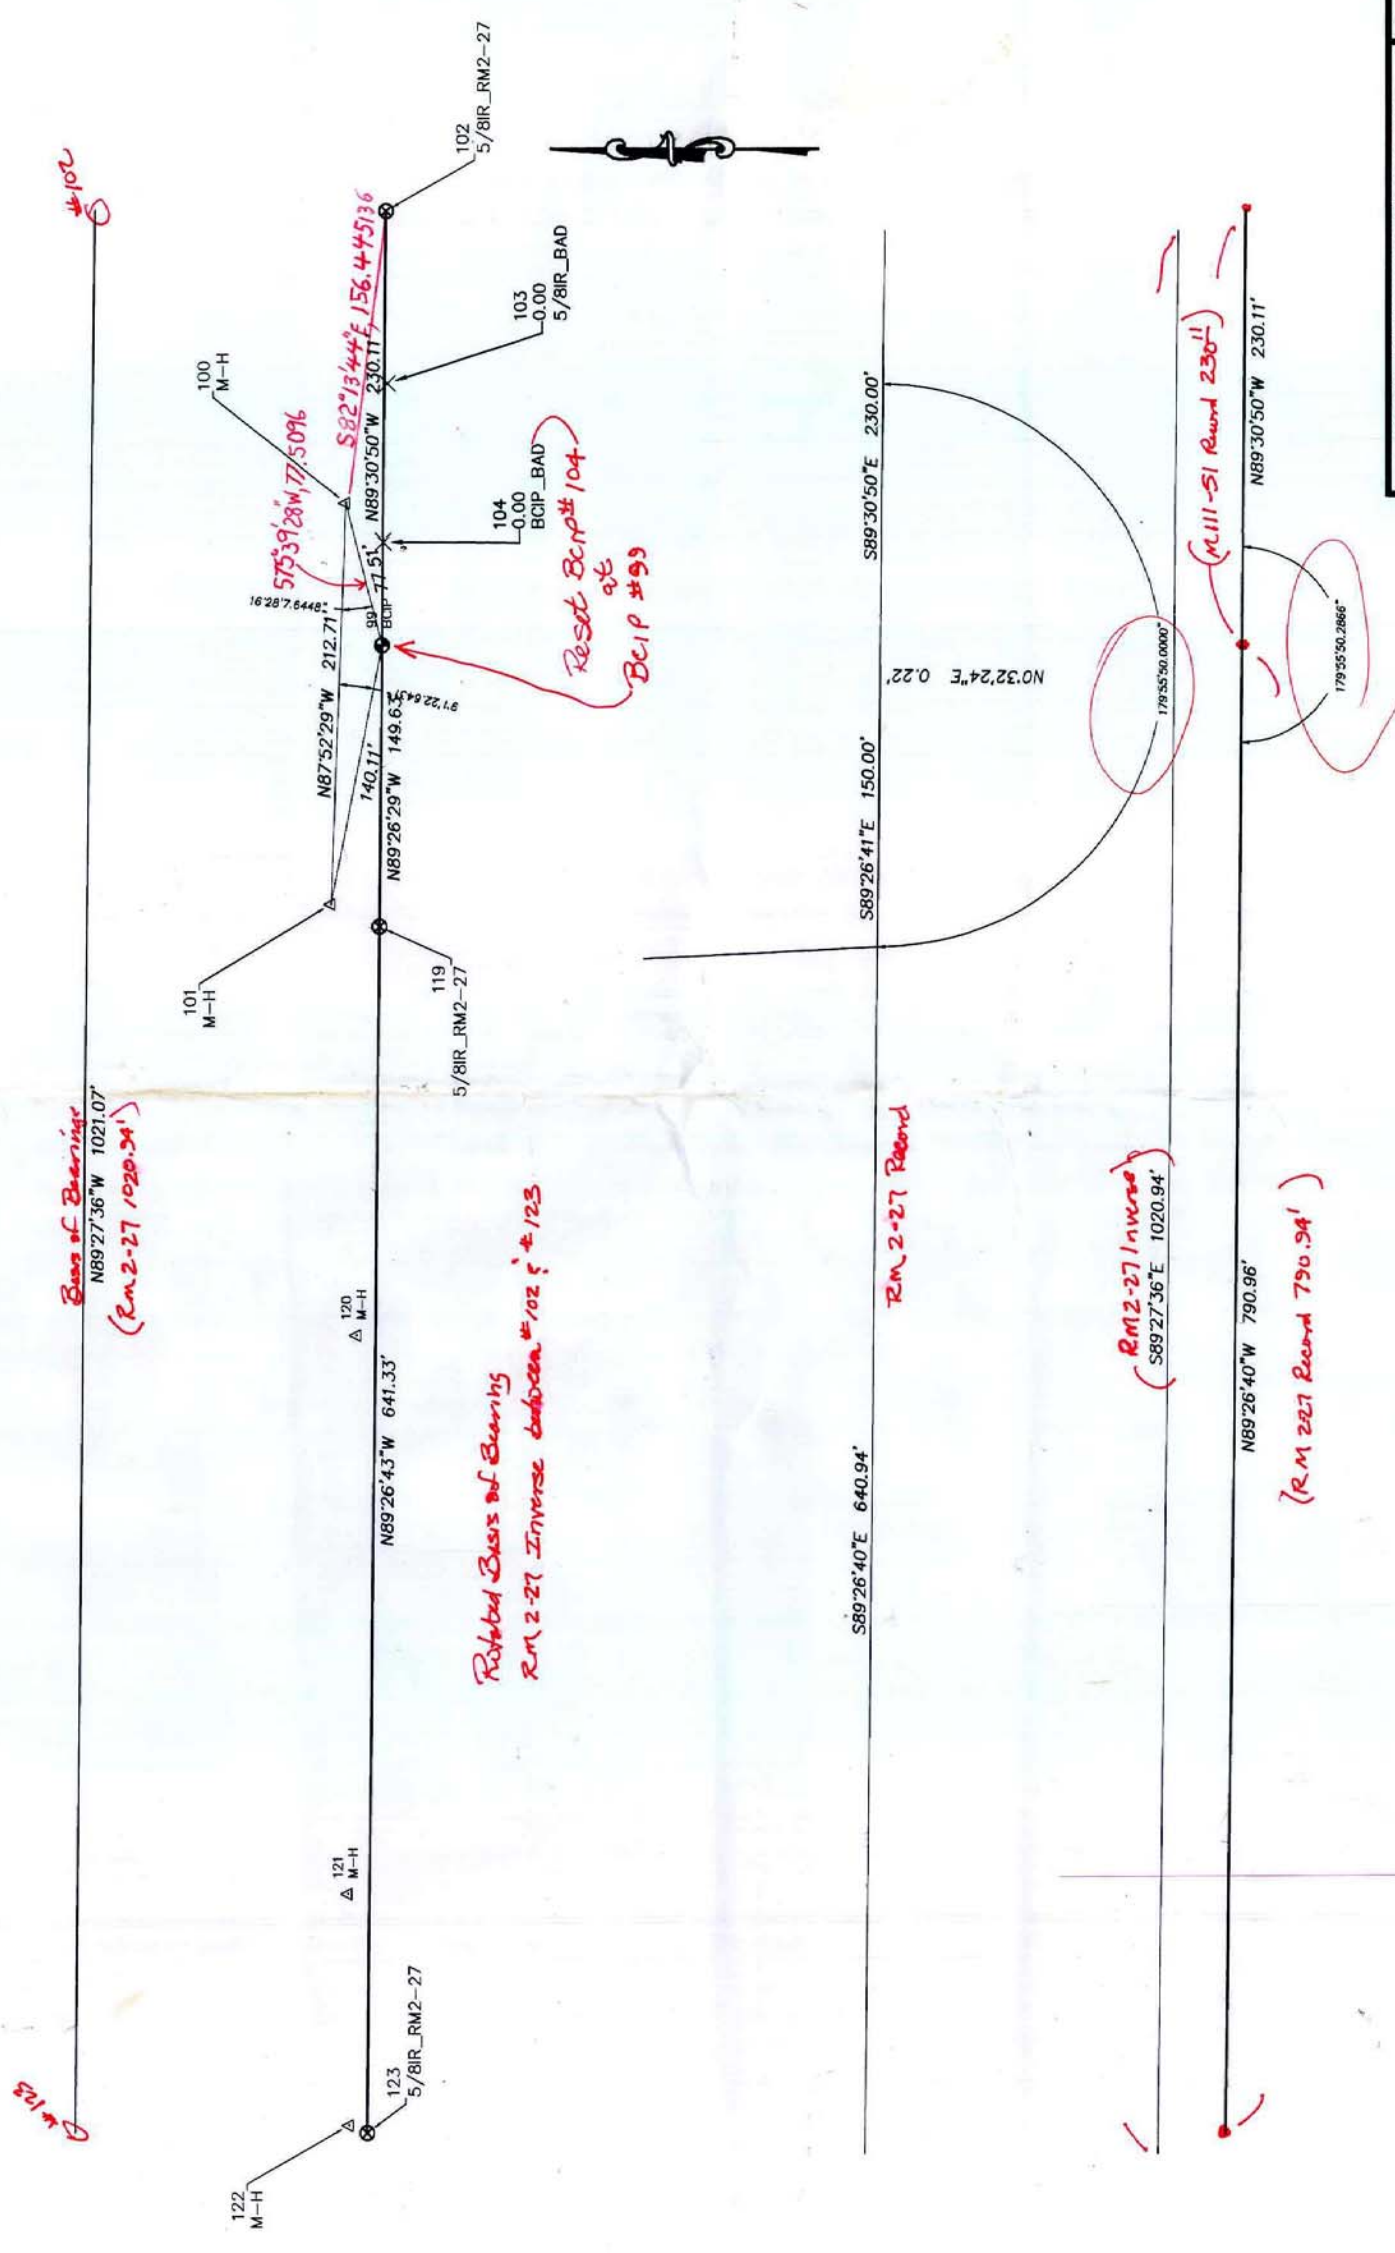 #123
#102
Basis of Bearings
N89°27'36"W 1021.07'
(RM2-27 1020.94')
122
M-H
123
5/8IR_RM2-27
121
M-H
120
M-H
N89°26'43"W 641.33'
101
M-H
119
5/8IR_RM2-27
N87°52'29"W 212.71'
140.11'
N89°26'29"W 149.63'
16°28'7.6448"
S75°39'28"W, 77.5096
99
BCIP
77.51'
100
M-H
S82°13'44"E, 156.445136
N89°30'50"W 230.11'
102
5/8IR_RM2-27
103
-0.00
5/8IR_BAD
104
-0.00
BCIP_BAD
Reset BCIP #104
at
BCIP #99
Rotated Basis of Bearing
RM 2-27 Inverse between #102 & #123
RM 2-27 Record
S89°26'40"E 640.94'
S89°26'41"E 150.00'
S89°30'50"E 230.00'
N0°32'24"E 0.22'
179°55'50.0000"
(RM2-27 Inverse)
S89°27'36"E 1020.94'
(M111-51 Record 230.11)
N89°26'40"W 790.96'
N89°30'50"W 230.11'
(RM 227 Record 790.94')
179°55'50.2866"